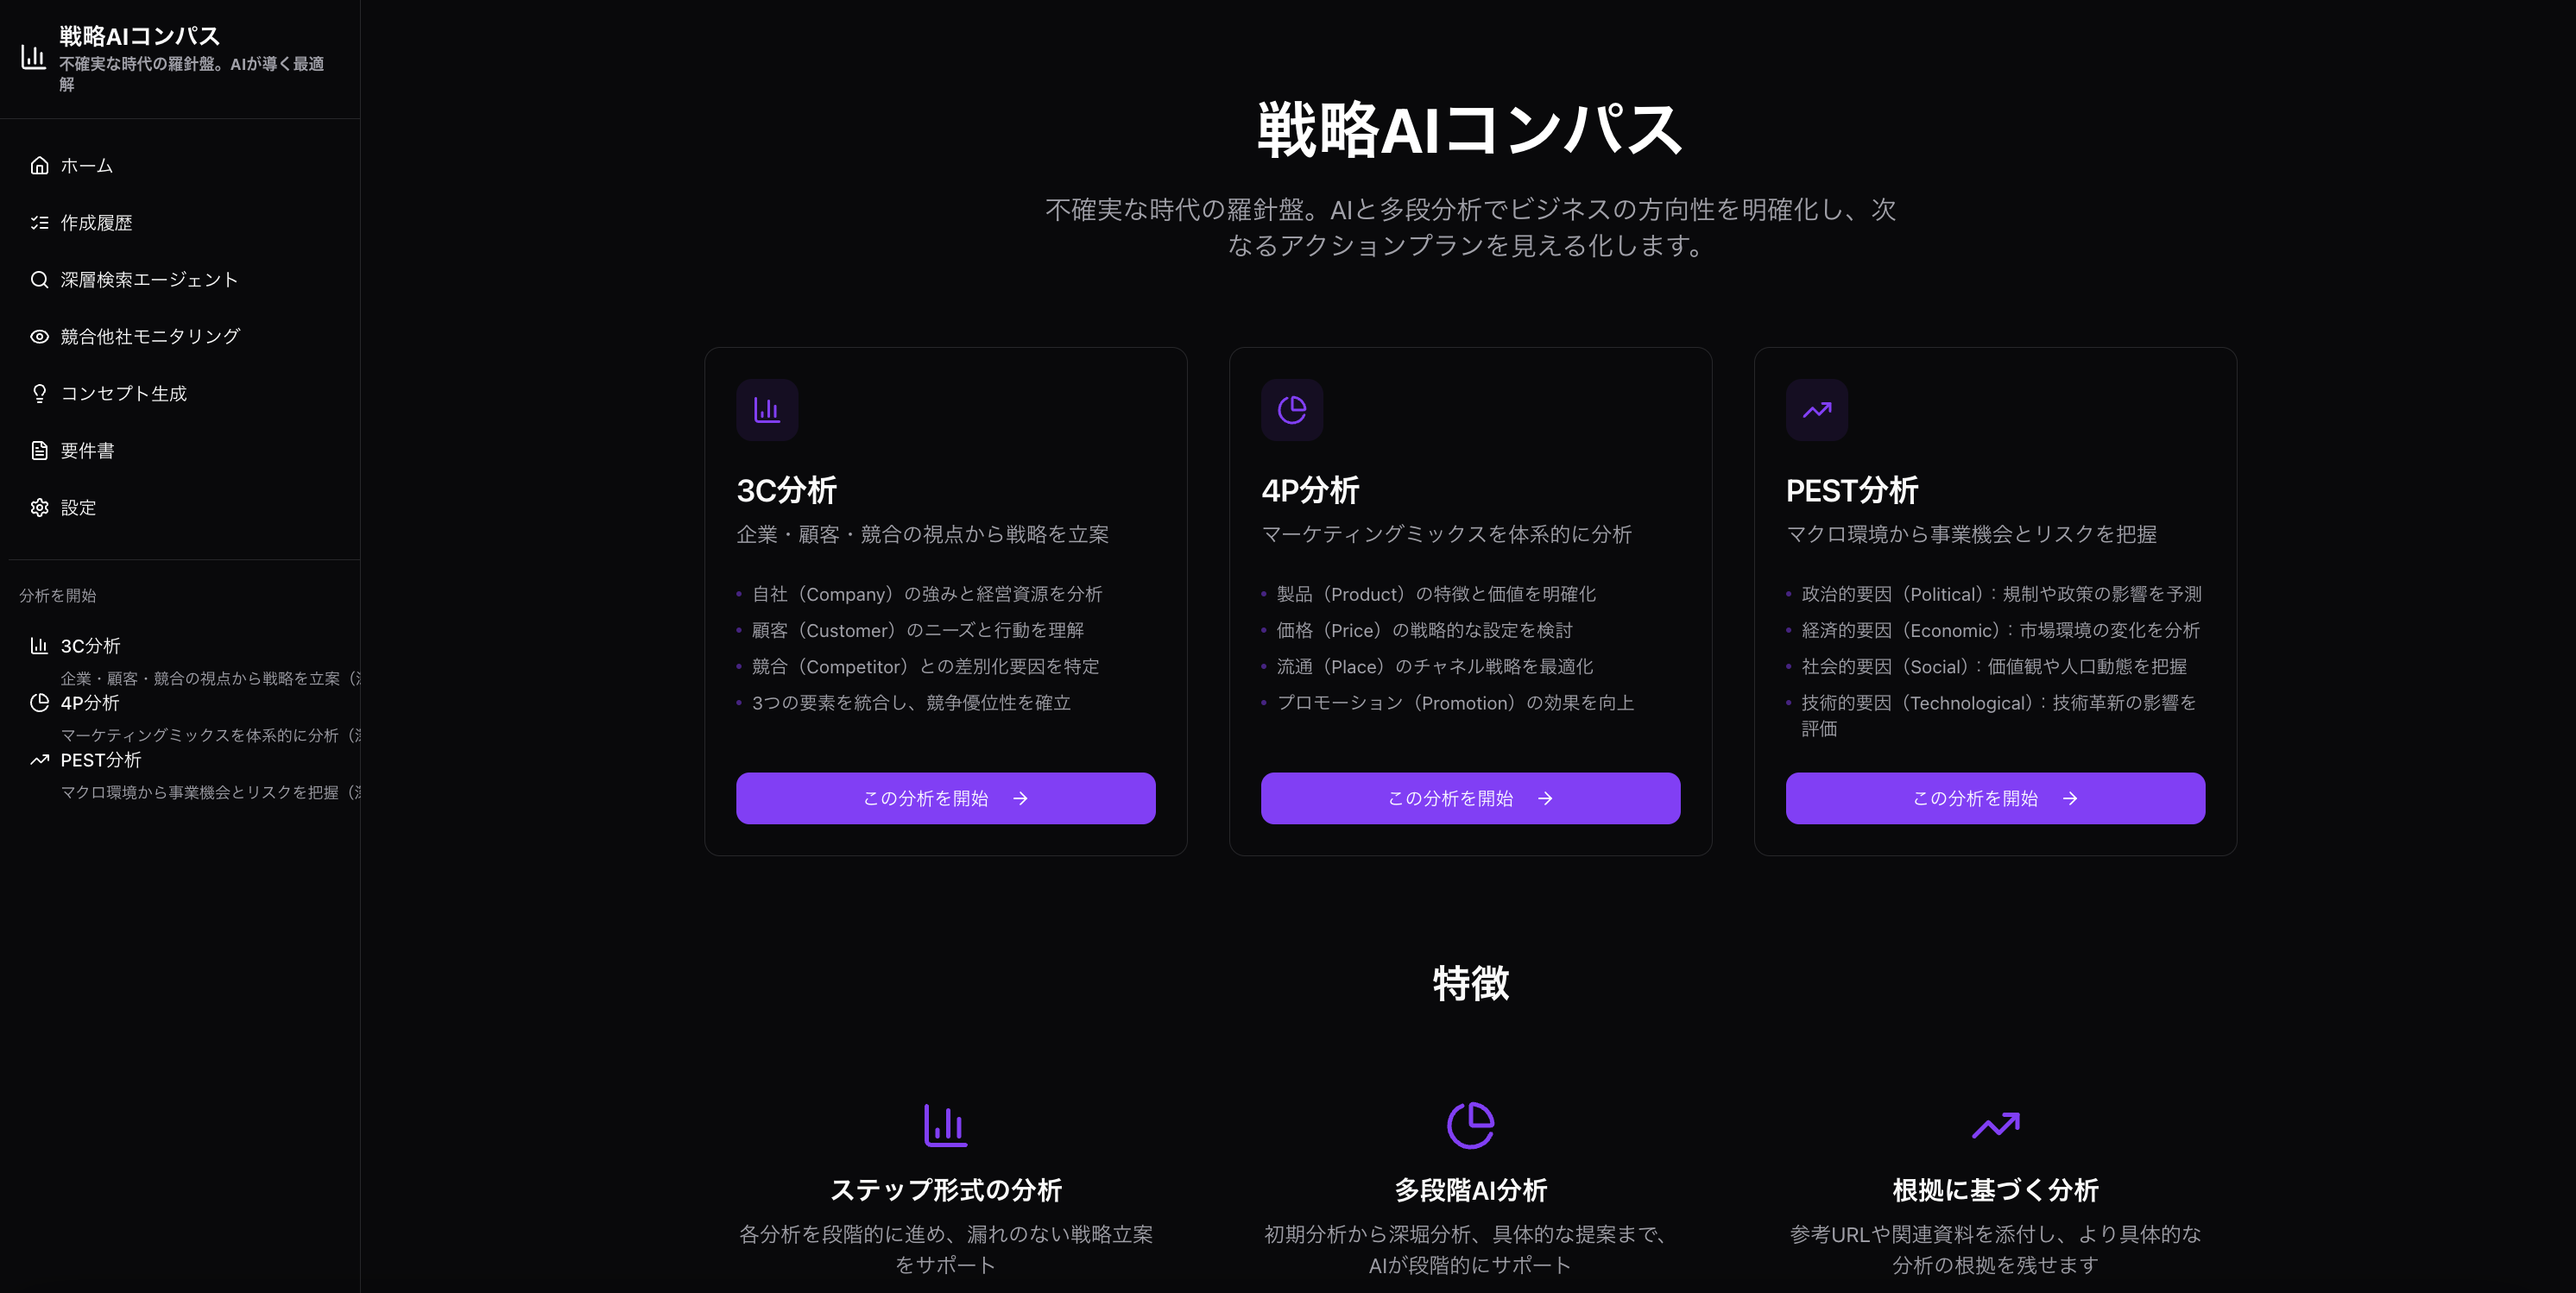 戦略AIコンパス
不確実な時代の羅針盤。AIが導く最適
解
ホーム
作成履歴
深層検索エージェント
競合他社モニタリング
コンセプト生成
要件書
設定
分析を開始
3C分析
企業・顧客・競合の視点から戦略を立案（
4P分析
マーケティングミックスを体系的に分析（
PEST分析
マクロ環境から事業機会とリスクを把握（
戦略AIコンパス
不確実な時代の羅針盤。AIと多段分析でビジネスの方向性を明確化し、次
なるアクションプランを見える化します。
3C分析
企業・顧客・競合の視点から戦略を立案
• 自社（Company）の強みと経営資源を分析
• 顧客（Customer）のニーズと行動を理解
• 競合（Competitor）との差別化要因を特定
• 3つの要素を統合し、競争優位性を確立
この分析を開始 →
4P分析
マーケティングミックスを体系的に分析
• 製品（Product）の特徴と価値を明確化
• 価格（Price）の戦略的な設定を検討
• 流通（Place）のチャネル戦略を最適化
• プロモーション（Promotion）の効果を向上
この分析を開始 →
PEST分析
マクロ環境から事業機会とリスクを把握
• 政治的要因（Political）：規制や政策の影響を予測
• 経済的要因（Economic）：市場環境の変化を分析
• 社会的要因（Social）：価値観や人口動態を把握
• 技術的要因（Technological）：技術革新の影響を
評価
この分析を開始 →
特徴
ステップ形式の分析
各分析を段階的に進め、漏れのない戦略立案
をサポート
多段階AI分析
初期分析から深堀分析、具体的な提案まで、
AIが段階的にサポート
根拠に基づく分析
参考URLや関連資料を添付し、より具体的な
分析の根拠を残せます